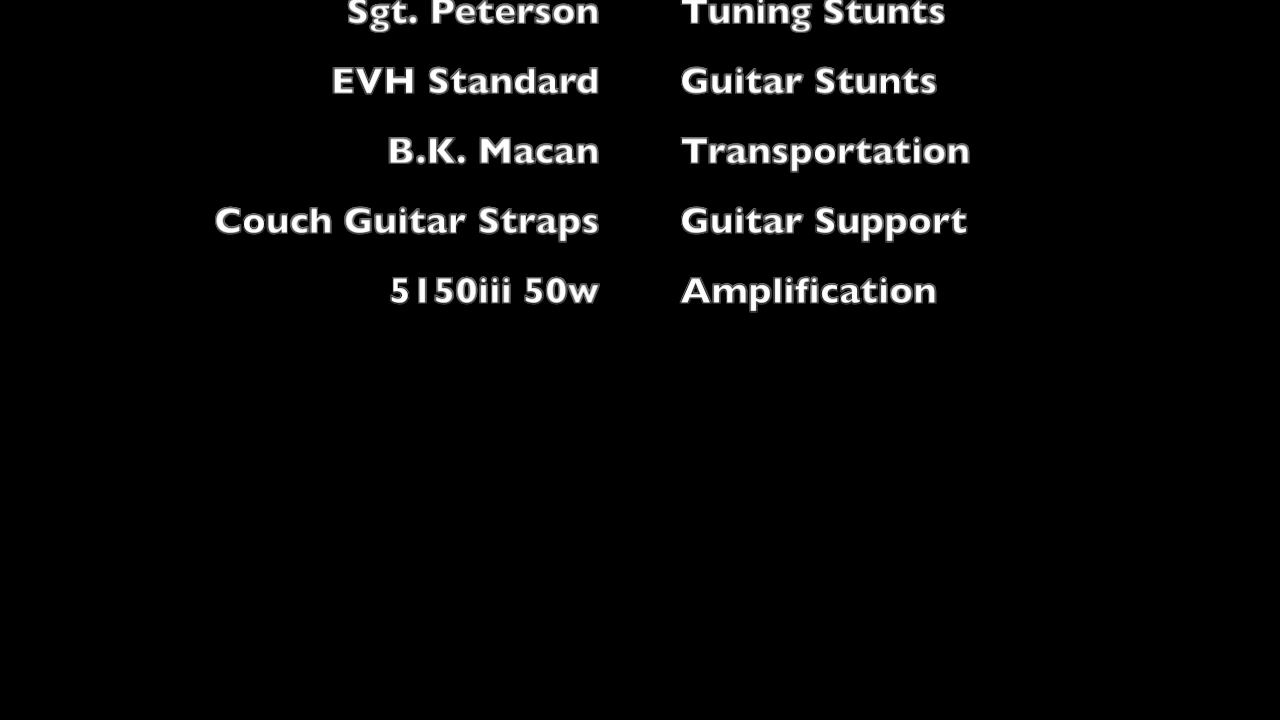 Sgt. Peterson Tuning Stunts
EVH Standard Guitar Stunts
B.K. Macan Transportation
Couch Guitar Straps Guitar Support
5150iii 50w Amplification